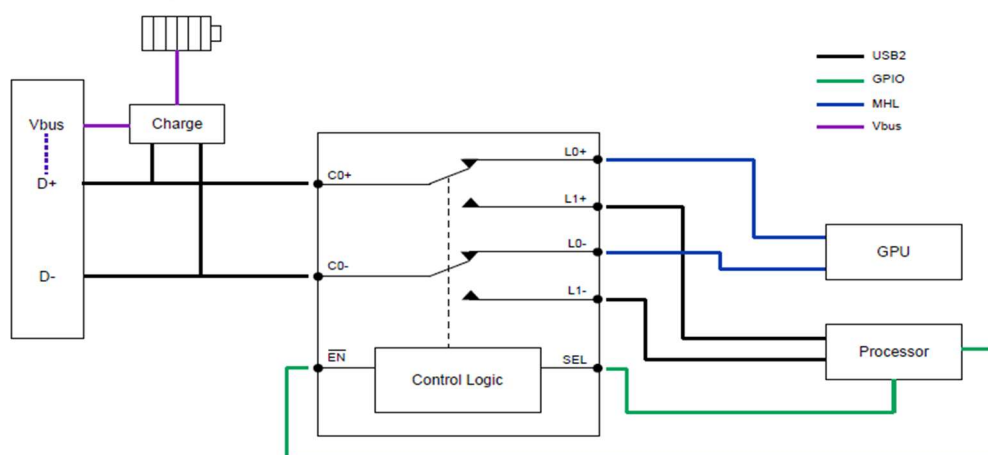 USB2
GPIO
MHL
Vbus
Vbus
Charge
D+
D-
C0+
L0+
L1+
C0-
L0-
L1-
EN
Control Logic
SEL
GPU
Processor